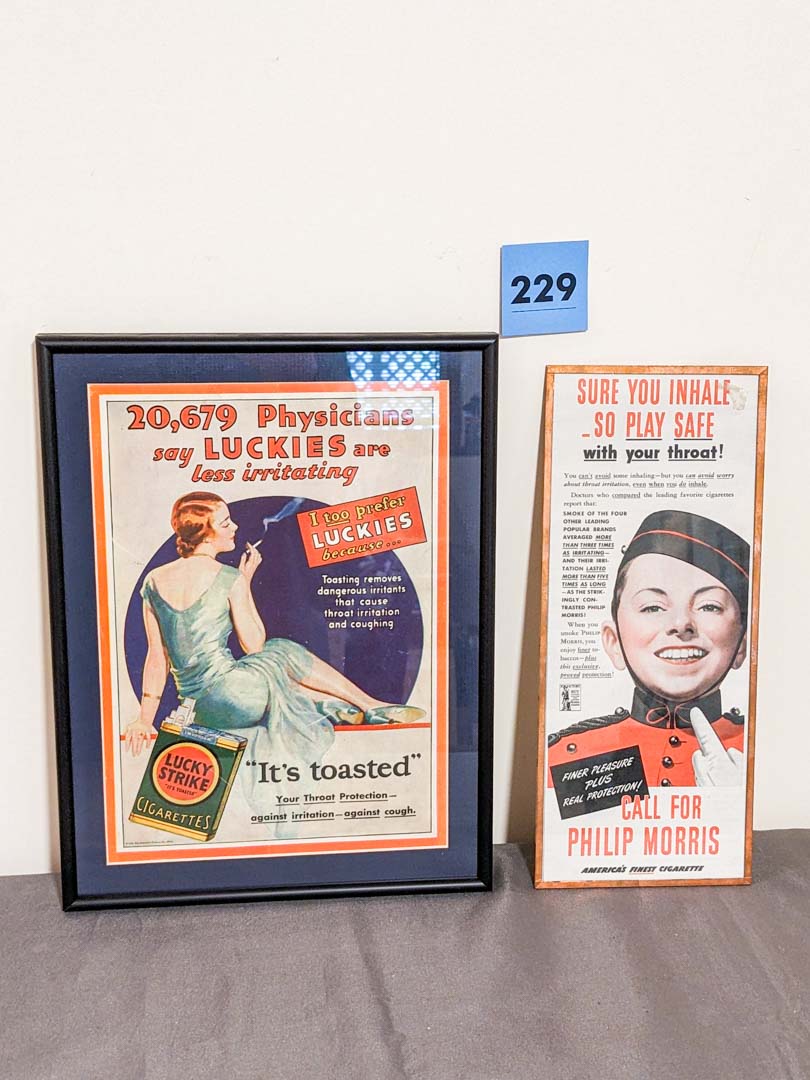 229
20,679 Physicians
say LUCKIES are
less irritating
I too prefer
LUCKIES
because...
Toasting removes
dangerous irritants
that cause
throat irritation
and coughing
LUCKY
STRIKE
"IT'S TOASTED"
CIGARETTES
"It's toasted"
Your Throat Protection—
against irritation—against cough.
SURE YOU INHALE
—SO PLAY SAFE
with your throat!
You can't avoid some inhaling—but you can avoid worry
about throat irritation, even when you do inhale.
Doctors who compared the leading favorite cigarettes
report that:
SMOKE OF THE FOUR
OTHER LEADING
POPULAR BRANDS
AVERAGED MORE
THAN THREE TIMES
AS IRRITATING—
AND THEIR IRRI-
TATION LASTED
MORE THAN FIVE
TIMES AS LONG
—AS THE STRIK-
INGLY CON-
TRASTED PHILIP
MORRIS!
When you
smoke PHILIP
MORRIS, you
enjoy finer to-
bacco—plus
this exclusive,
proved protection!
FINER PLEASURE
PLUS
REAL PROTECTION!
CALL FOR
PHILIP MORRIS
AMERICA'S FINEST CIGARETTE